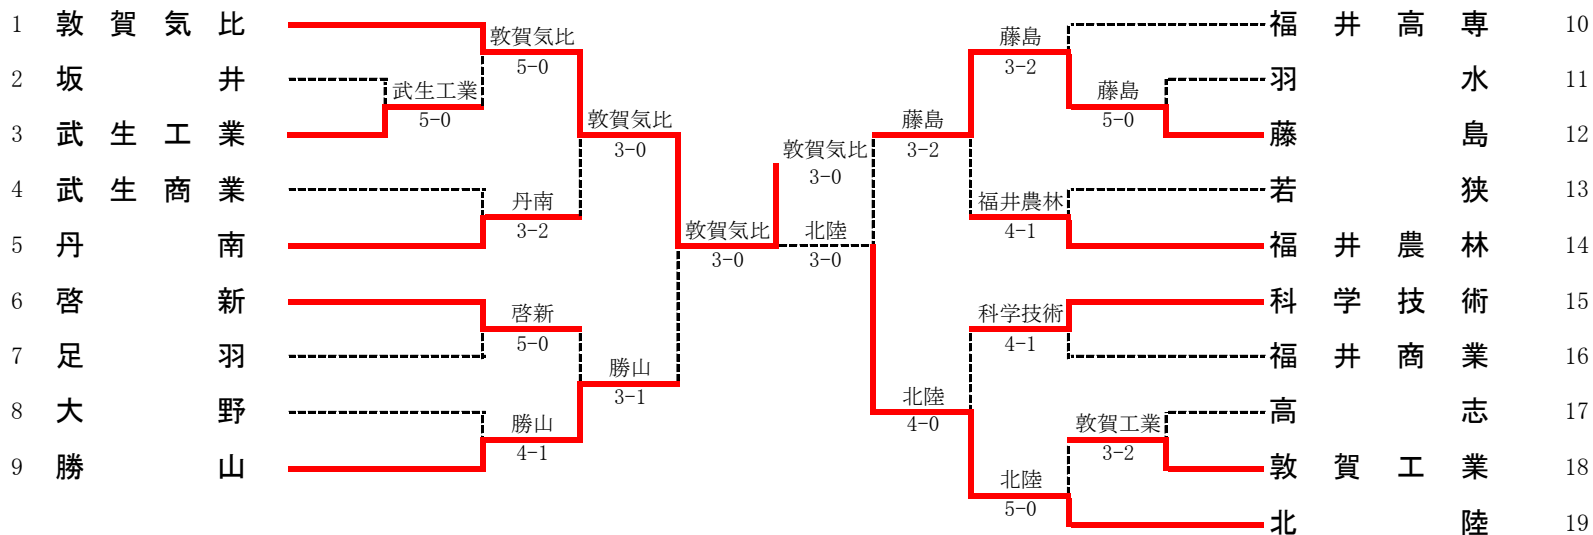 1 敦賀気比
2 坂井
3 武生工業
4 武生商業
5 丹南
6 啓新
7 足羽
8 大野
9 勝山
武生工業
5-0
敦賀気比
5-0
丹南
3-2
啓新
5-0
勝山
4-1
敦賀気比
3-0
勝山
3-1
敦賀気比
3-0
敦賀気比
3-0
北陸
3-0
藤島
3-2
北陸
4-0
藤島
3-2
福井農林
4-1
科学技術
4-1
北陸
5-0
藤島
5-0
敦賀工業
3-2
福井高専 10
羽水 11
藤島 12
若狭 13
福井農林 14
科学技術 15
福井商業 16
高志 17
敦賀工業 18
北陸 19